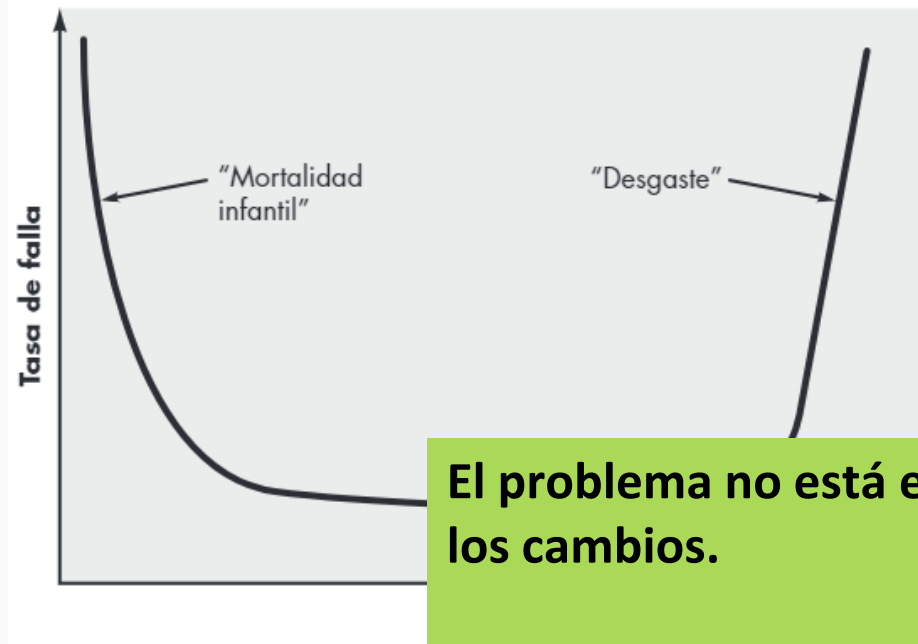 Tasa de falla
“Mortalidad
infantil”
“Desgaste”
El problema no está
los cambios.